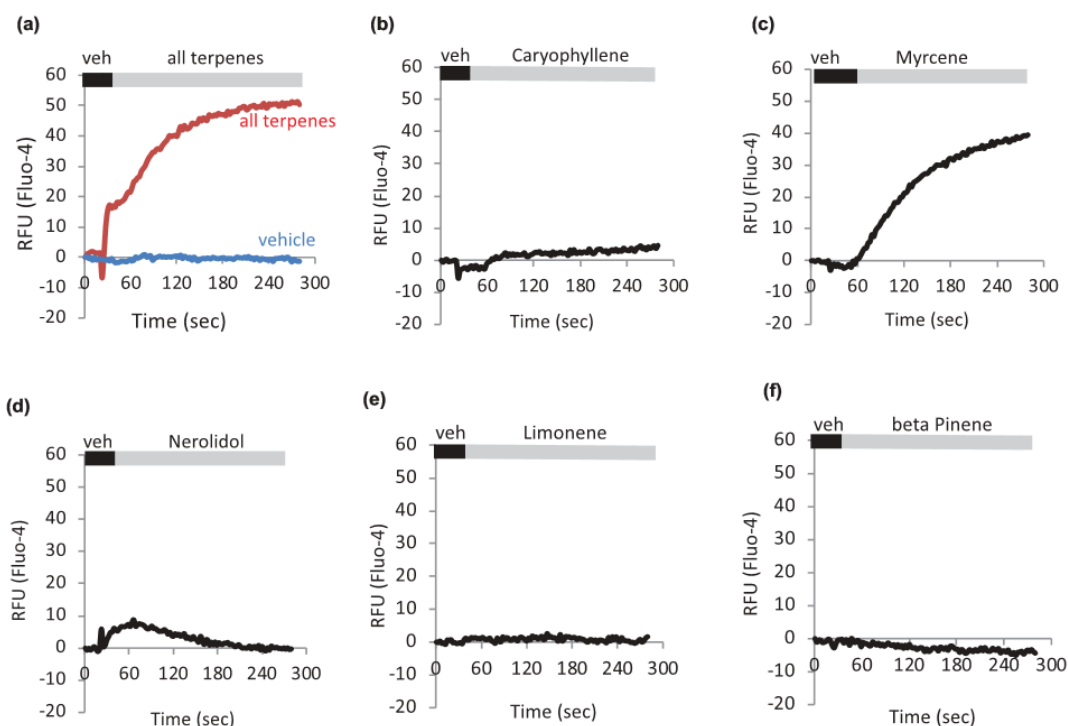 (a)
veh all terpenes
60
50
40
30
20
10
0
-10
-20
RFU (Fluo-4)
all terpenes
vehicle
0 60 120 180 240 300
Time (sec)
(b)
Caryophyllene
60
50
40
30
20
10
0
-10
-20
RFU (Fluo-4)
0 60 120 180 240 300
Time (sec)
(c)
veh Myrcene
60
50
40
30
20
10
0
-10
-20
RFU (Fluo-4)
0 60 120 180 240 300
Time (sec)
(d)
veh Nerolidol
60
50
40
30
20
10
0
-10
-20
RFU (Fluo-4)
0 60 120 180 240 300
Time (sec)
(e)
veh Limonene
60
50
40
30
20
10
0
-10
-20
RFU (Fluo-4)
0 60 120 180 240 300
Time (sec)
(f)
veh beta Pinene
60
50
40
30
20
10
0
-10
-20
RFU (Fluo-4)
0 60 120 180 240 300
Time (sec)